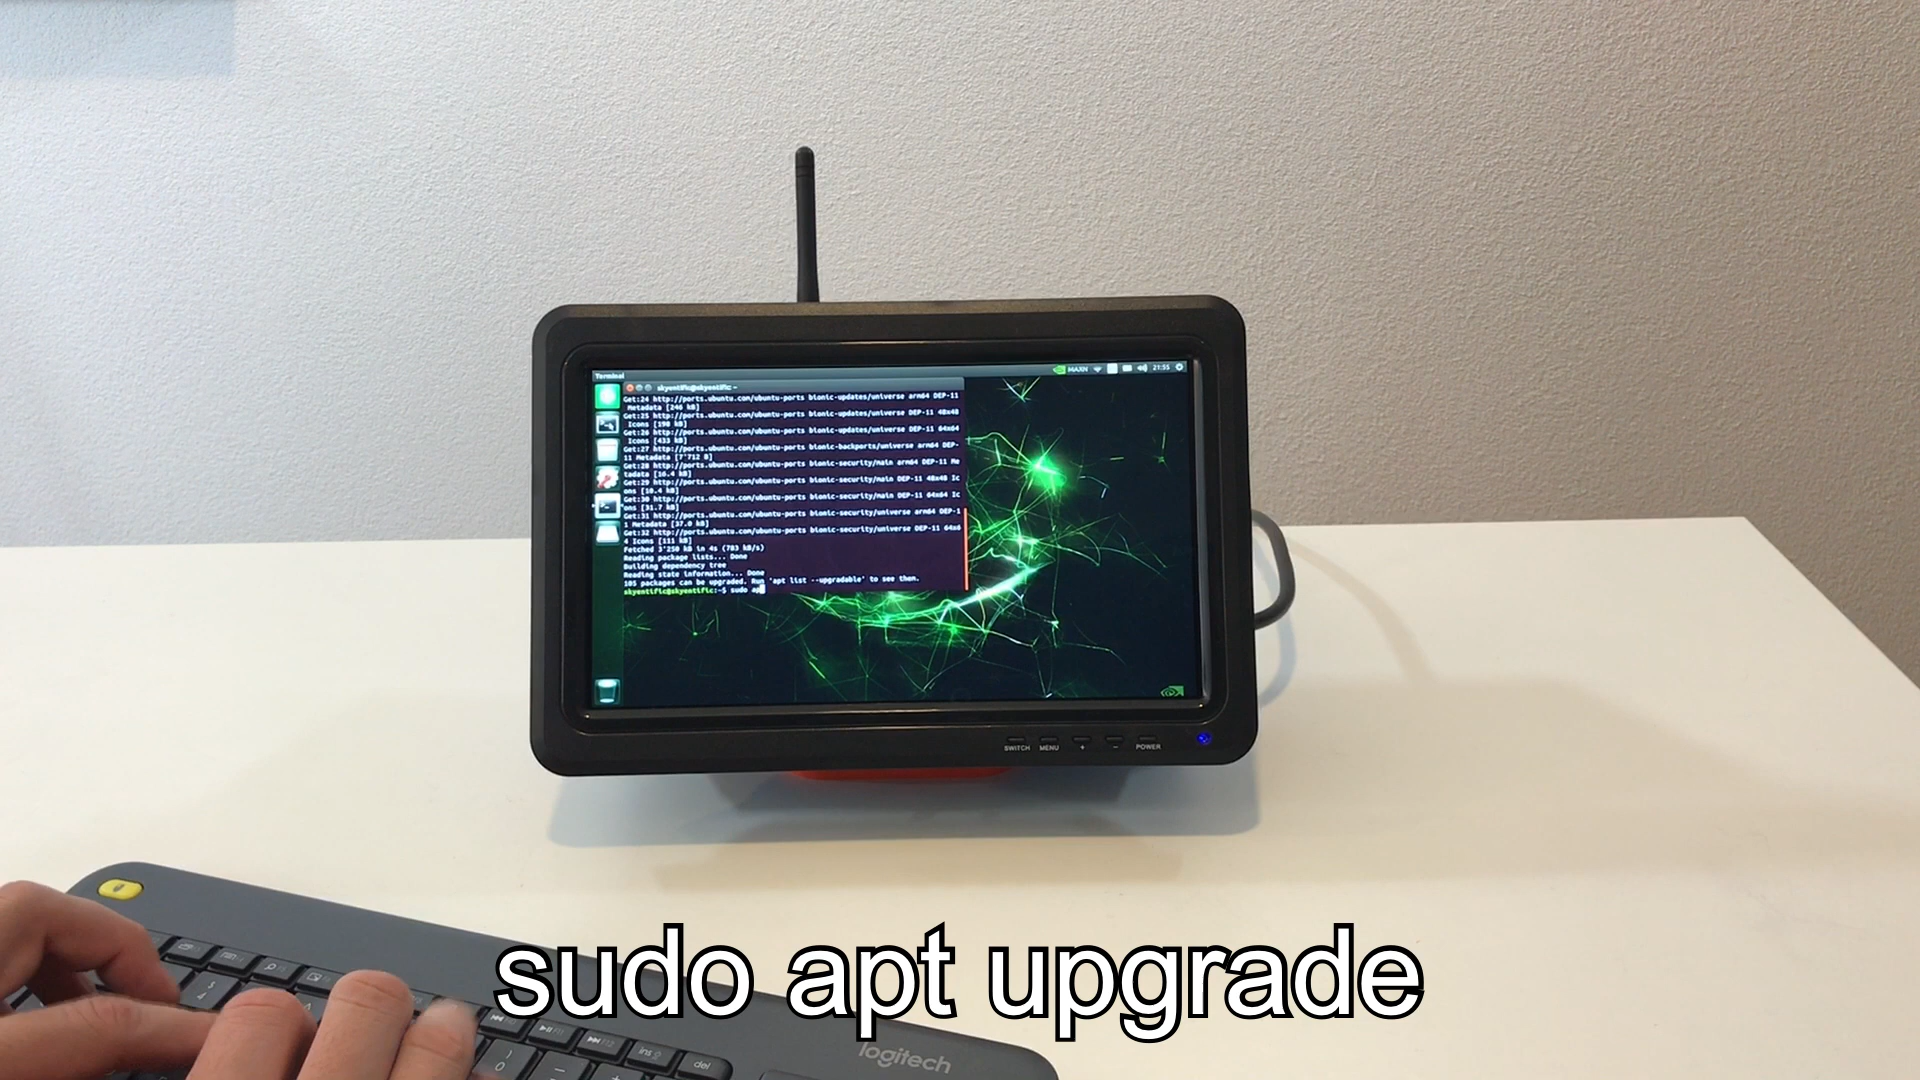 Terminal
MAXN
21:55
skyentific@skyentific: ~
Get:24 http://ports.ubuntu.com/ubuntu-ports bionic-updates/universe arm64 DEP-11
Metadata [246 kB]
Get:25 http://ports.ubuntu.com/ubuntu-ports bionic-updates/universe DEP-11 48x48
Icons [190 kB]
Get:26 http://ports.ubuntu.com/ubuntu-ports bionic-updates/universe DEP-11 64x64
Icons [433 kB]
Get:27 http://ports.ubuntu.com/ubuntu-ports bionic-backports/universe arm64 DEP-
11 Metadata [7'712 B]
Get:28 http://ports.ubuntu.com/ubuntu-ports bionic-security/main arm64 DEP-11 Me
tadata [16.4 kB]
Get:29 http://ports.ubuntu.com/ubuntu-ports bionic-security/main DEP-11 48x48 Ic
ons [10.4 kB]
Get:30 http://ports.ubuntu.com/ubuntu-ports bionic-security/main DEP-11 64x64 Ic
ons [31.7 kB]
Get:31 http://ports.ubuntu.com/ubuntu-ports bionic-security/universe arm64 DEP-1
1 Metadata [37.0 kB]
Get:32 http://ports.ubuntu.com/ubuntu-ports bionic-security/universe DEP-11 64x6
4 Icons [111 kB]
Fetched 3'250 kB in 4s (783 kB/s)
Reading package lists... Done
Building dependency tree
Reading state information... Done
105 packages can be upgraded. Run 'apt list --upgradable' to see them.
skyentific@skyentific:~$ sudo ap
SWITCH MENU + - POWER
sudo apt upgrade
ins
del
logitech